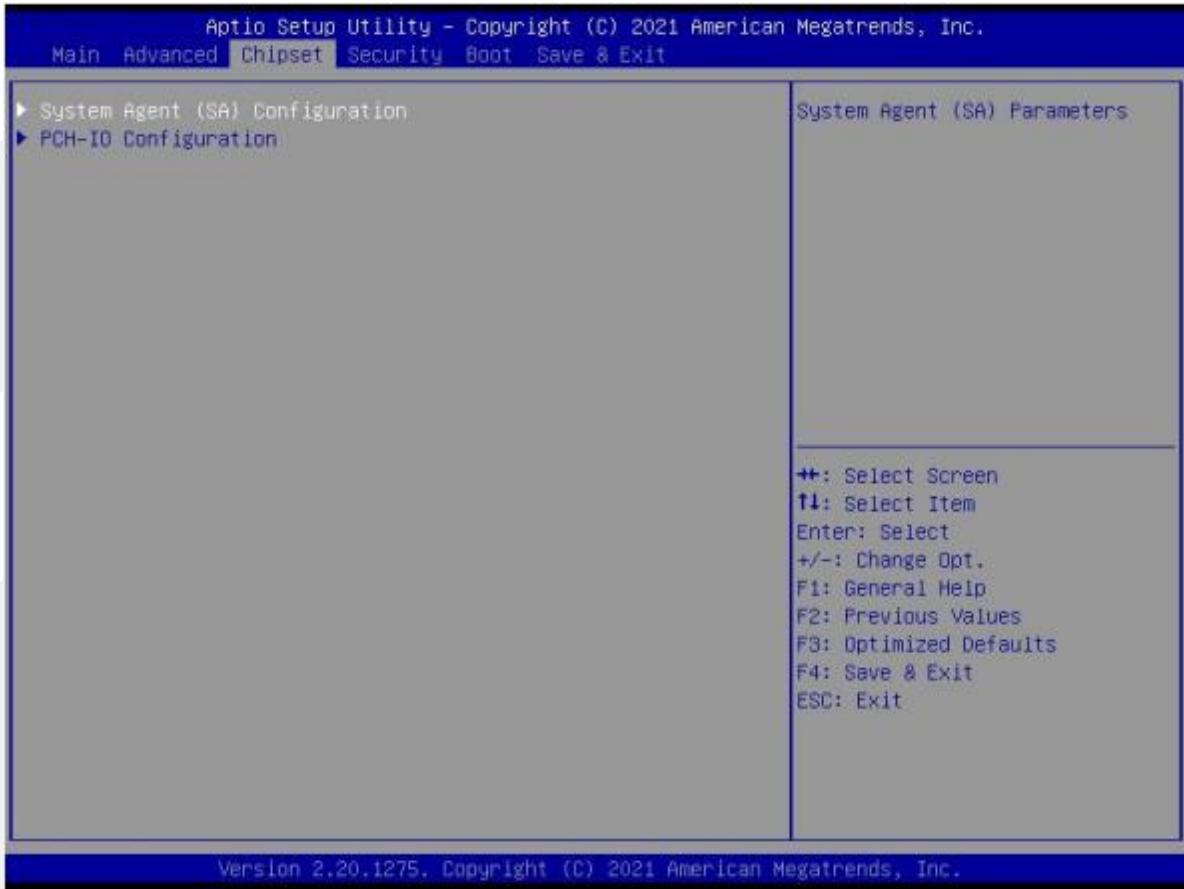 Aptio Setup Utility – Copyright (C) 2021 American Megatrends, Inc.
Main Advanced Chipset Security Boot Save & Exit
▶ System Agent (SA) Configuration
▶ PCH-IO Configuration
System Agent (SA) Parameters
→←: Select Screen
↑↓: Select Item
Enter: Select
+/-: Change Opt.
F1: General Help
F2: Previous Values
F3: Optimized Defaults
F4: Save & Exit
ESC: Exit
Version 2.20.1275. Copyright (C) 2021 American Megatrends, Inc.